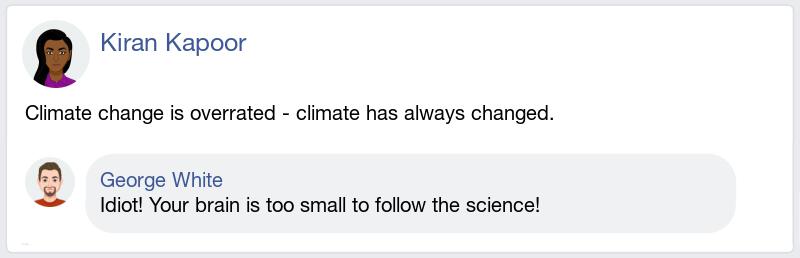 Kiran Kapoor
Climate change is overrated - climate has always changed.
George White
Idiot! Your brain is too small to follow the science!